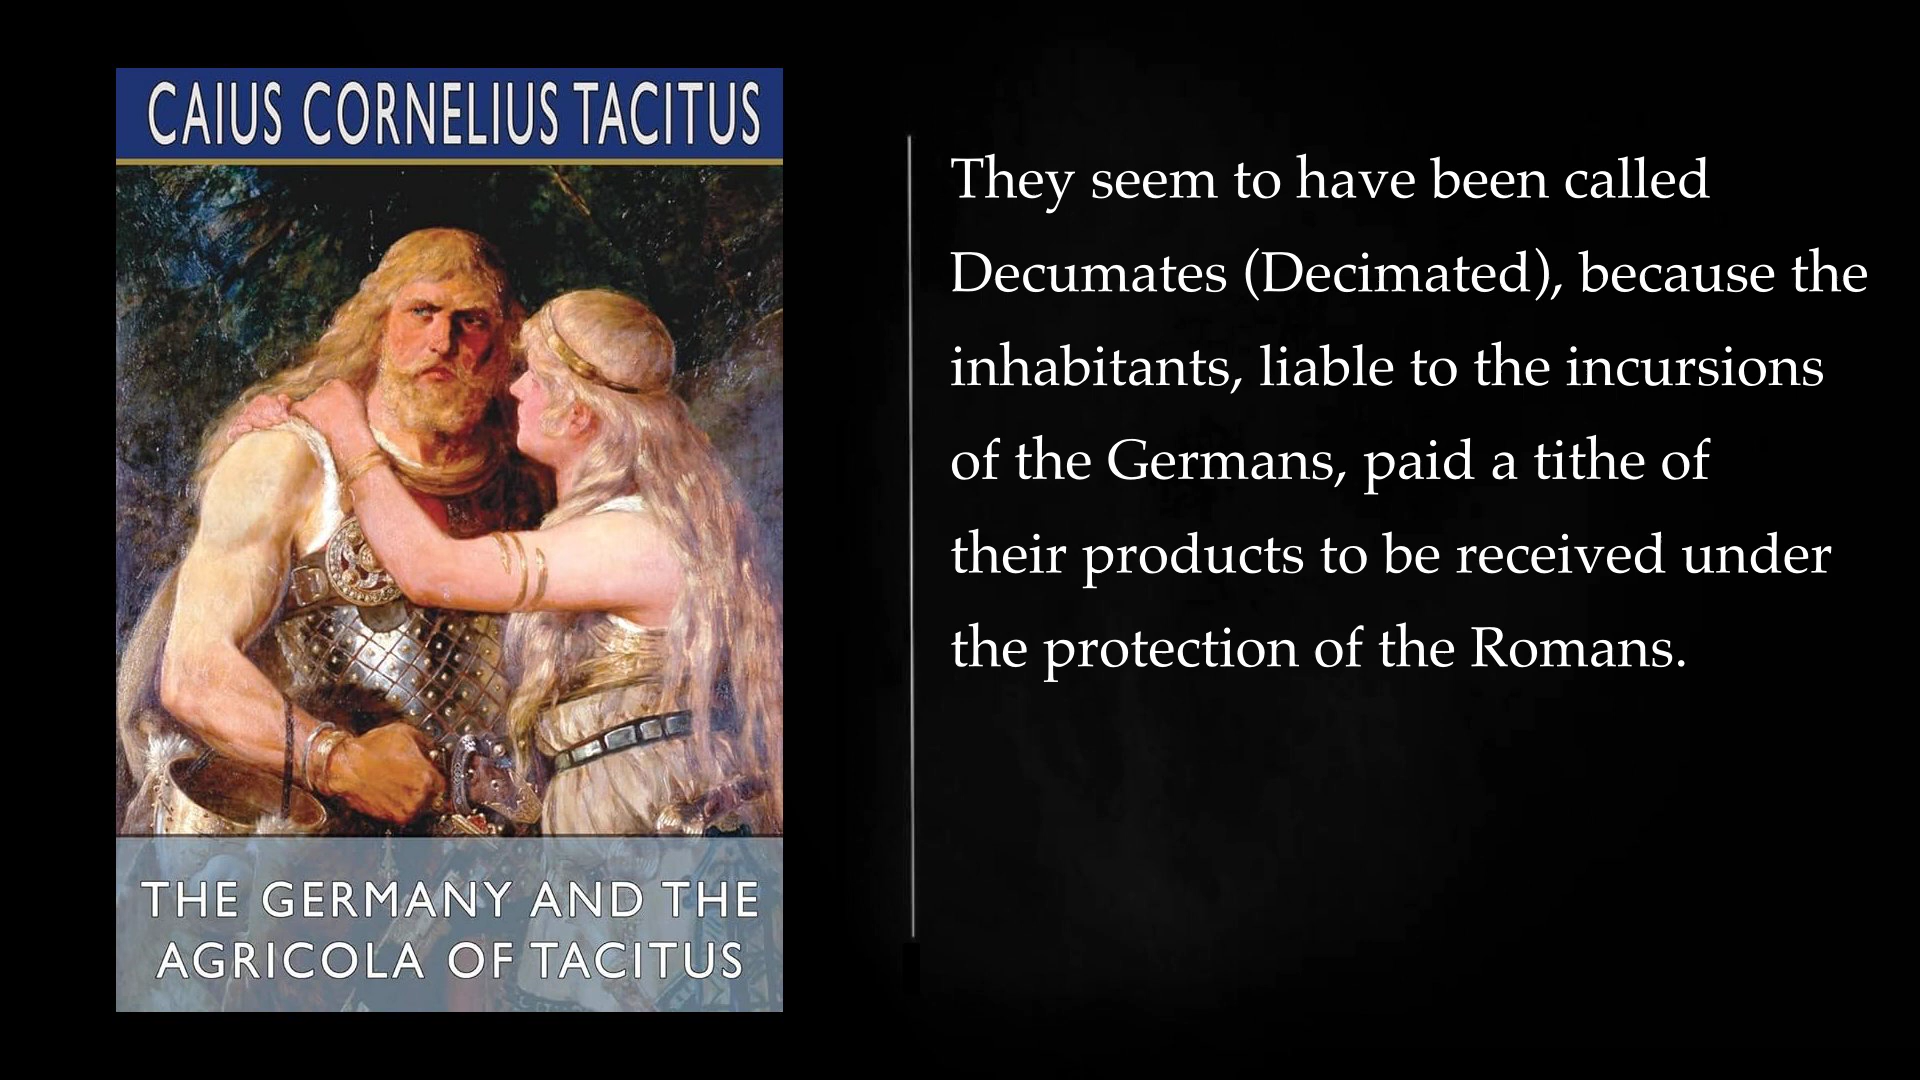 CAIUS CORNELIUS TACITUS
THE GERMANY AND THE
AGRICOLA OF TACITUS
They seem to have been called
Decumates (Decimated), because the
inhabitants, liable to the incursions
of the Germans, paid a tithe of
their products to be received under
the protection of the Romans.